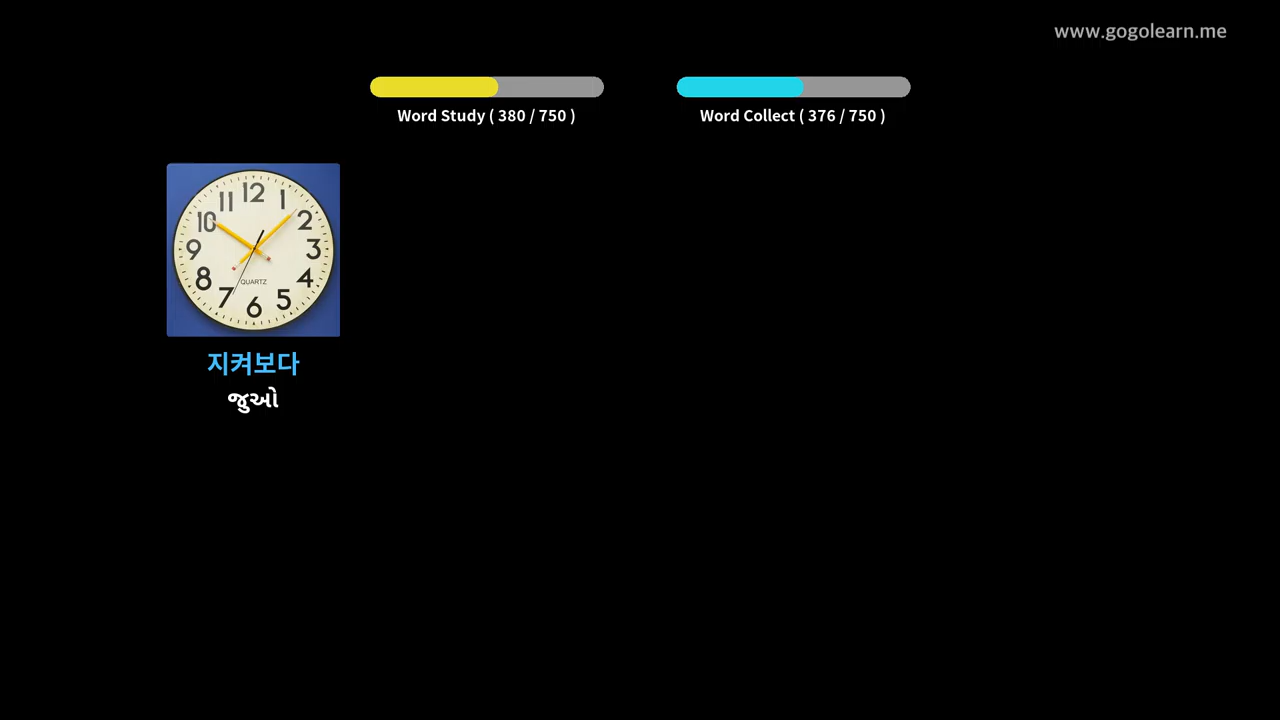 www.gogolearn.me
Word Study ( 380 / 750 )
Word Collect ( 376 / 750 )
12
11
1
10
2
9
3
8
4
QUARTZ
7
5
6
지켜보다
જુઓ